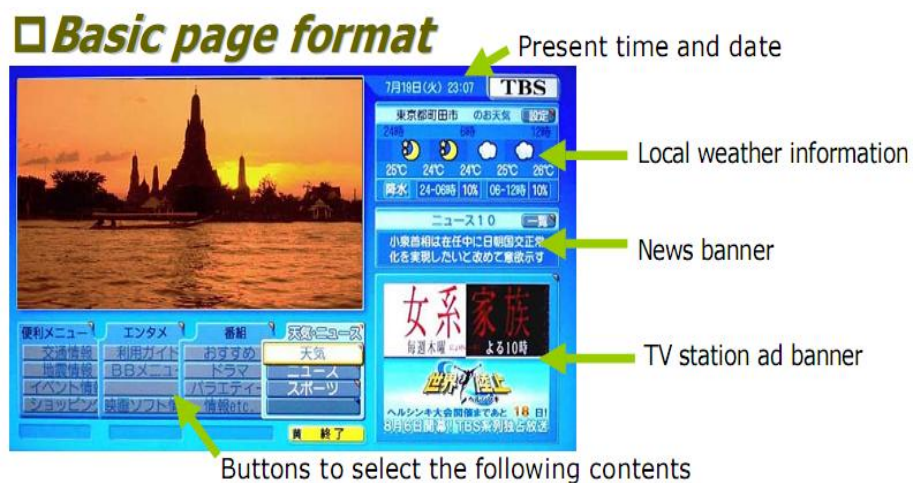 Basic page format
Present time and date
7月19日(火) 23:07 TBS
東京都町田市 のお天気 設定
24時 6時 12時
25℃ 24℃ 24℃ 25℃ 26℃
降水 24-06時 10% 06-12時 10%
Local weather information
ニュース10 一覧
小泉首相は在任中に日朝国交正常
化を実現したいと改めて意欲示す
News banner
女系家族
毎週木曜 よる10時
TV station ad banner
世界陸上
ヘルシンキ大会開催まであと 18 日!
8月6日開幕! TBS系列独占放送
便利メニュー エンタメ 番組 天気・ニュース
交通情報 利用ガイド おすすめ 天気
地震情報 BBメニュー ドラマ ニュース
イベント情報 バラエティー スポーツ
ショッピング 映画ソフト情 情報etc.
黄 終了
Buttons to select the following contents